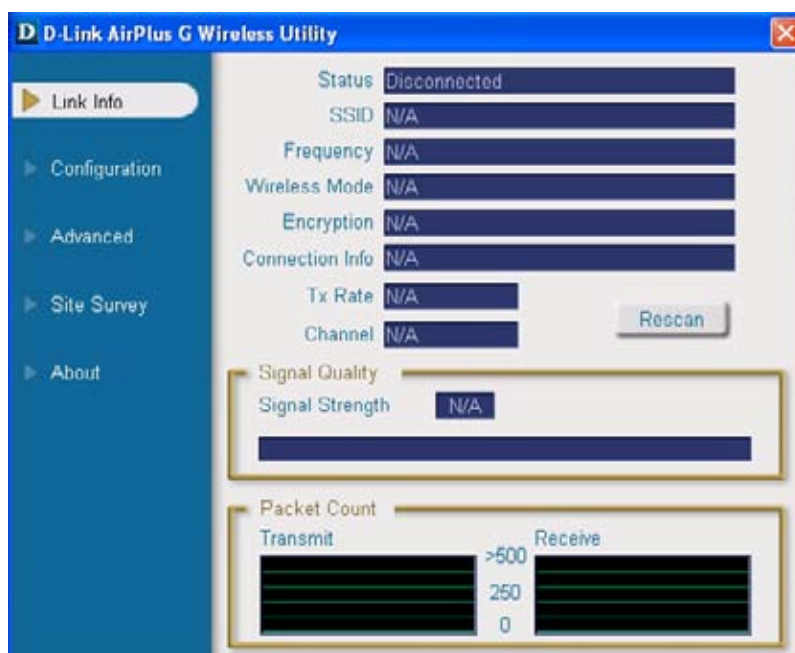 D D-Link AirPlus G Wireless Utility
Link Info
Configuration
Advanced
Site Survey
About
Status Disconnected
SSID N/A
Frequency N/A
Wireless Mode N/A
Encryption N/A
Connection Info N/A
Tx Rate N/A
Channel N/A
Rescan
Signal Quality
Signal Strength N/A
Packet Count
Transmit
Receive
>500
250
0